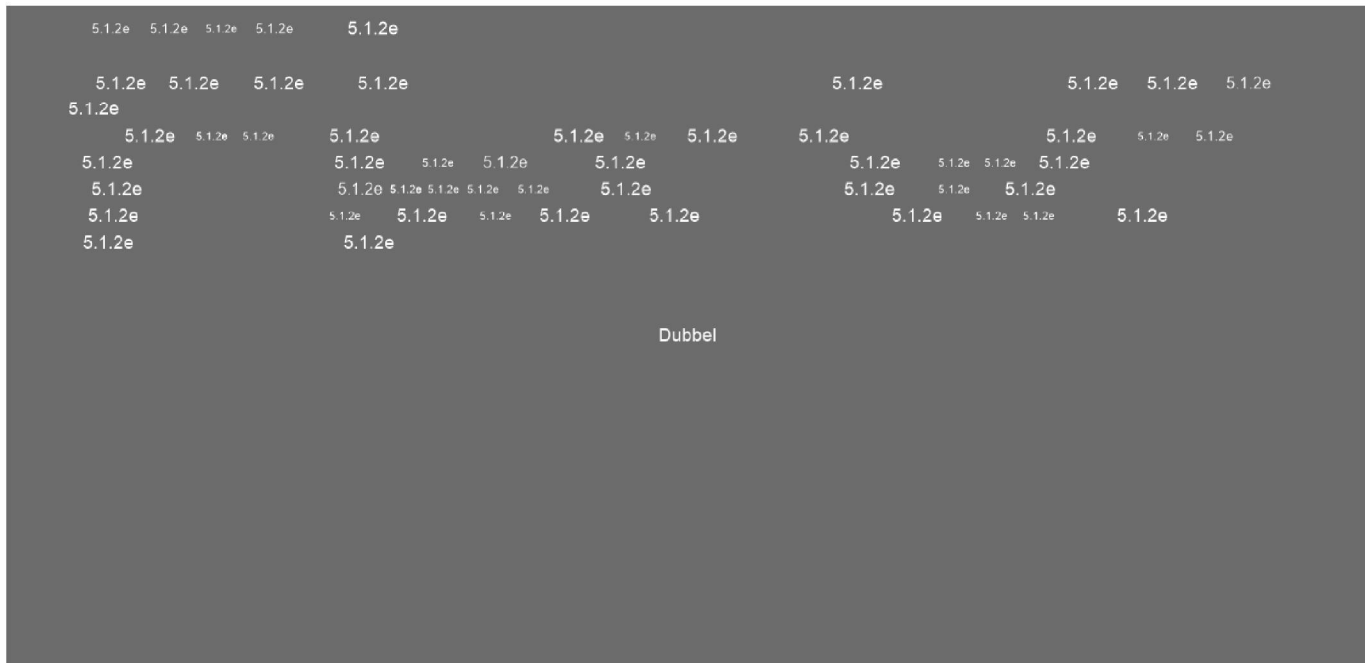 5.1.2e 5.1.2e 5.1.2e 5.1.2e 5.1.2e
5.1.2e 5.1.2e 5.1.2e 5.1.2e 5.1.2e 5.1.2e 5.1.2e 5.1.2e
5.1.2e
5.1.2e 5.1.2e 5.1.2e 5.1.2e 5.1.2e 5.1.2e 5.1.2e 5.1.2e 5.1.2e 5.1.2e 5.1.2e
5.1.2e 5.1.2e 5.1.2e 5.1.2e 5.1.2e 5.1.2e 5.1.2e 5.1.2e 5.1.2e
5.1.2e 5.1.2e 5.1.2e 5.1.2e 5.1.2e 5.1.2e 5.1.2e 5.1.2e 5.1.2e 5.1.2e
5.1.2e 5.1.2e 5.1.2e 5.1.2e 5.1.2e 5.1.2e 5.1.2e 5.1.2e 5.1.2e 5.1.2e
5.1.2e 5.1.2e
Dubbel